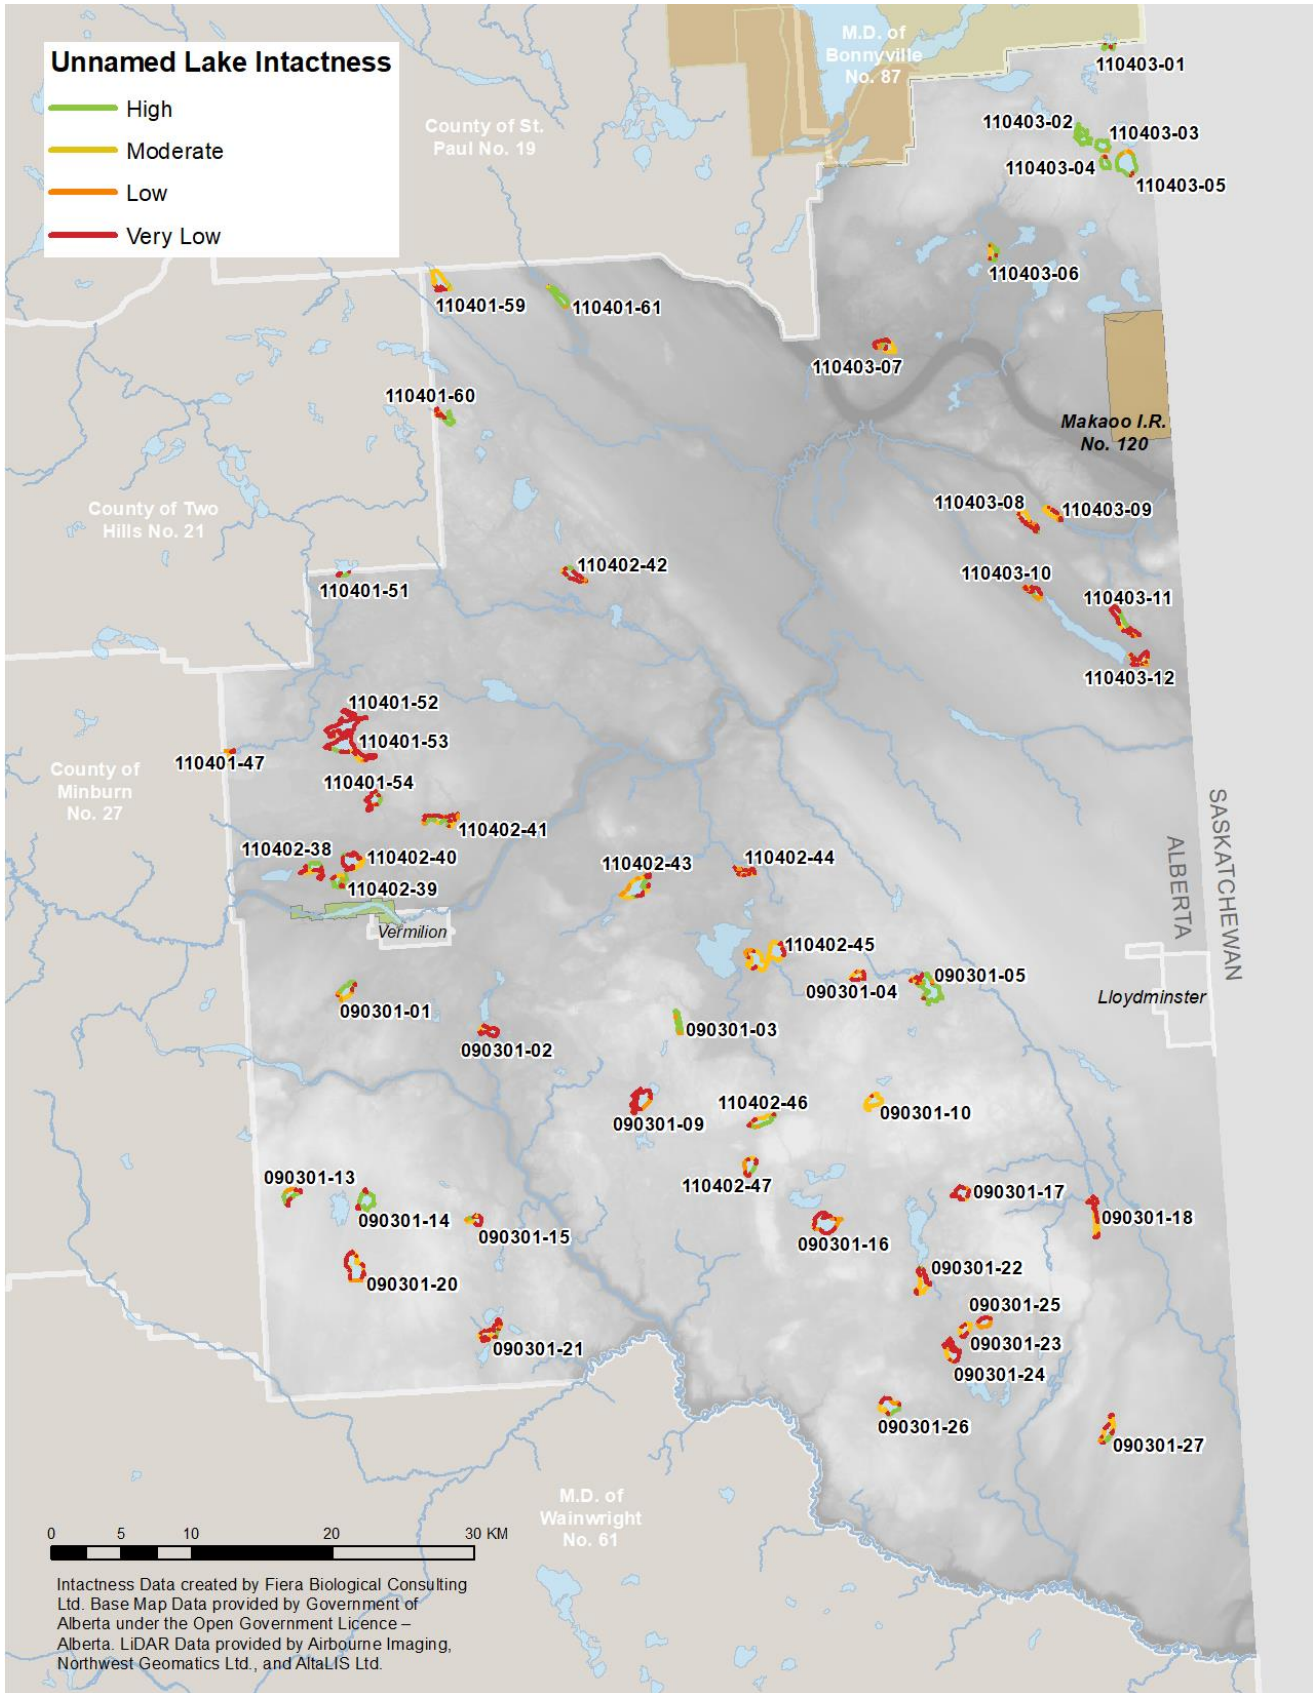 Unnamed Lake Intactness
High
Moderate
Low
Very Low
M.D. of
Bonnyville
No. 87
County of St.
Paul No. 19
110403-01
110403-02
110403-03
110403-04
110403-05
110403-06
110401-59
110401-61
110403-07
110401-60
Makaoo I.R.
No. 120
County of Two
Hills No. 21
110403-08
110403-09
110402-42
110401-51
110403-10
110403-11
110403-12
110401-52
110401-53
110401-47
County of
Minburn
No. 27
110401-54
110402-41
SASKATCHEWAN
ALBERTA
110402-38
110402-40
110402-39
110402-43
110402-44
Vermilion
110402-45
090301-04
090301-05
Lloydminster
090301-01
090301-03
090301-02
110402-46
090301-10
090301-09
090301-13
110402-47
090301-17
090301-14
090301-15
090301-18
090301-16
090301-22
090301-20
090301-25
090301-23
090301-21
090301-24
090301-26
090301-27
M.D. of
Wainwright
No. 61
0 5 10 20 30 KM
Intactness Data created by Fiera Biological Consulting
Ltd. Base Map Data provided by Government of
Alberta under the Open Government Licence –
Alberta. LiDAR Data provided by Airbourne Imaging,
Northwest Geomatics Ltd., and AltaLIS Ltd.